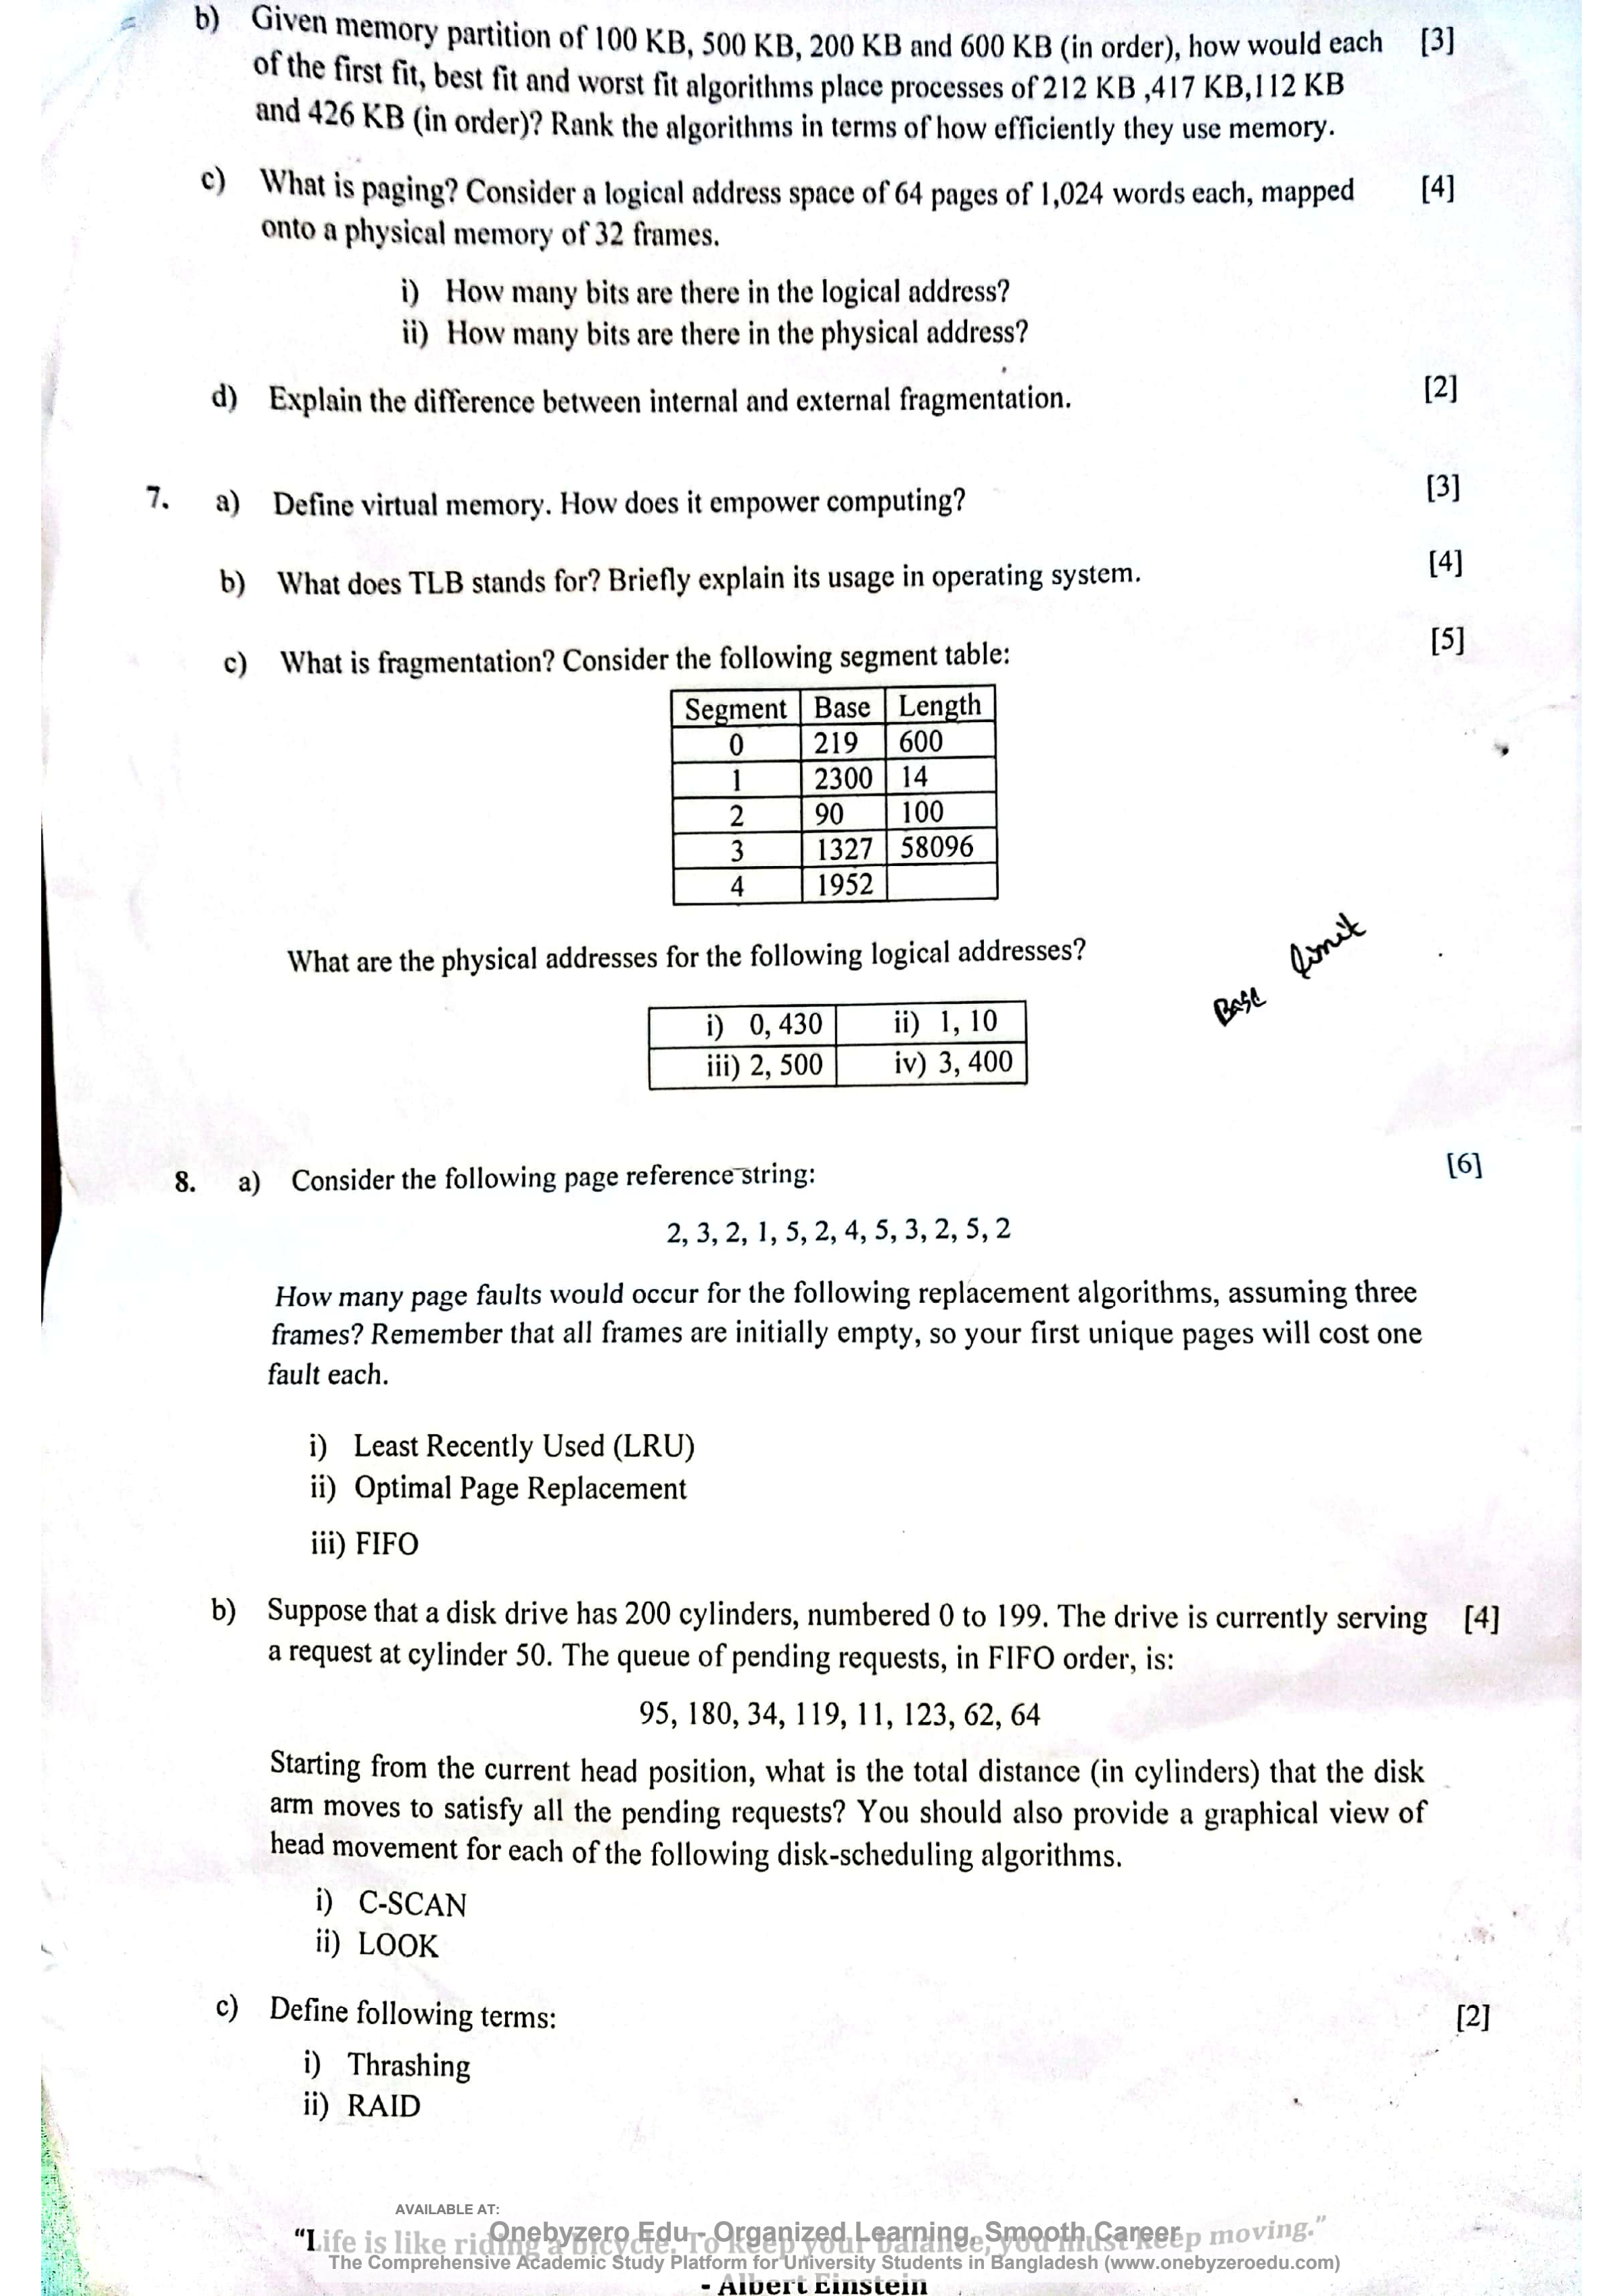 b) Given memory partition of 100 KB, 500 KB, 200 KB and 600 KB (in order), how would each [3]
of the first fit, best fit and worst fit algorithms place processes of 212 KB ,417 KB,112 KB
and 426 KB (in order)? Rank the algorithms in terms of how efficiently they use memory.
c) What is paging? Consider a logical address space of 64 pages of 1,024 words each, mapped [4]
onto a physical memory of 32 frames.
i) How many bits are there in the logical address?
ii) How many bits are there in the physical address?
d) Explain the difference between internal and external fragmentation. [2]
7. a) Define virtual memory. How does it empower computing? [3]
b) What does TLB stands for? Briefly explain its usage in operating system. [4]
c) What is fragmentation? Consider the following segment table: [5]
Segment Base Length
0 219 600
1 2300 14
2 90 100
3 1327 58096
4 1952
What are the physical addresses for the following logical addresses?
Base limit
i) 0, 430 ii) 1, 10
iii) 2, 500 iv) 3, 400
8. a) Consider the following page reference string: [6]
2, 3, 2, 1, 5, 2, 4, 5, 3, 2, 5, 2
How many page faults would occur for the following replacement algorithms, assuming three
frames? Remember that all frames are initially empty, so your first unique pages will cost one
fault each.
i) Least Recently Used (LRU)
ii) Optimal Page Replacement
iii) FIFO
b) Suppose that a disk drive has 200 cylinders, numbered 0 to 199. The drive is currently serving [4]
a request at cylinder 50. The queue of pending requests, in FIFO order, is:
95, 180, 34, 119, 11, 123, 62, 64
Starting from the current head position, what is the total distance (in cylinders) that the disk
arm moves to satisfy all the pending requests? You should also provide a graphical view of
head movement for each of the following disk-scheduling algorithms.
i) C-SCAN
ii) LOOK
c) Define following terms: [2]
i) Thrashing
ii) RAID
AVAILABLE AT:
"Life is like riding a bicycle. To keep your balance, you must keep moving."
Onebyzero Edu - Organized Learning, Smooth Career
The Comprehensive Academic Study Platform for University Students in Bangladesh (www.onebyzeroedu.com)
- Albert Einstein